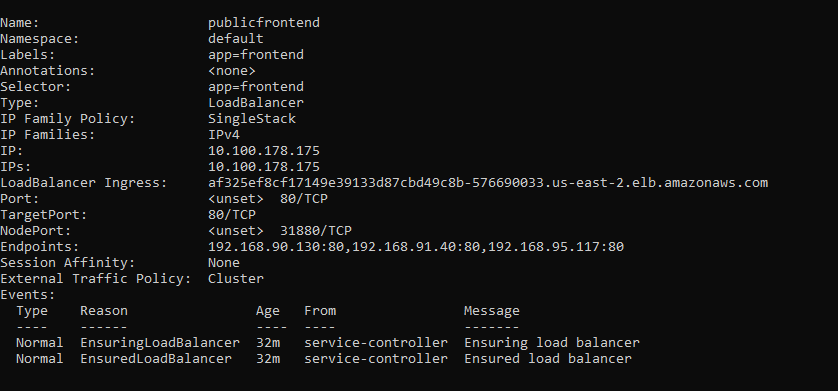 Name:                     publicfrontend
Namespace:                default
Labels:                   app=frontend
Annotations:              <none>
Selector:                 app=frontend
Type:                     LoadBalancer
IP Family Policy:         SingleStack
IP Families:              IPv4
IP:                       10.100.178.175
IPs:                      10.100.178.175
LoadBalancer Ingress:     af325ef8cf17149e39133d87cbd49c8b-576690033.us-east-2.elb.amazonaws.com
Port:                     <unset>  80/TCP
TargetPort:               80/TCP
NodePort:                 <unset>  31880/TCP
Endpoints:                192.168.90.130:80,192.168.91.40:80,192.168.95.117:80
Session Affinity:         None
External Traffic Policy:  Cluster
Events:
  Type    Reason                Age   From                Message
  ----    ------                ----  ----                -------
  Normal  EnsuringLoadBalancer  32m   service-controller  Ensuring load balancer
  Normal  EnsuredLoadBalancer   32m   service-controller  Ensured load balancer